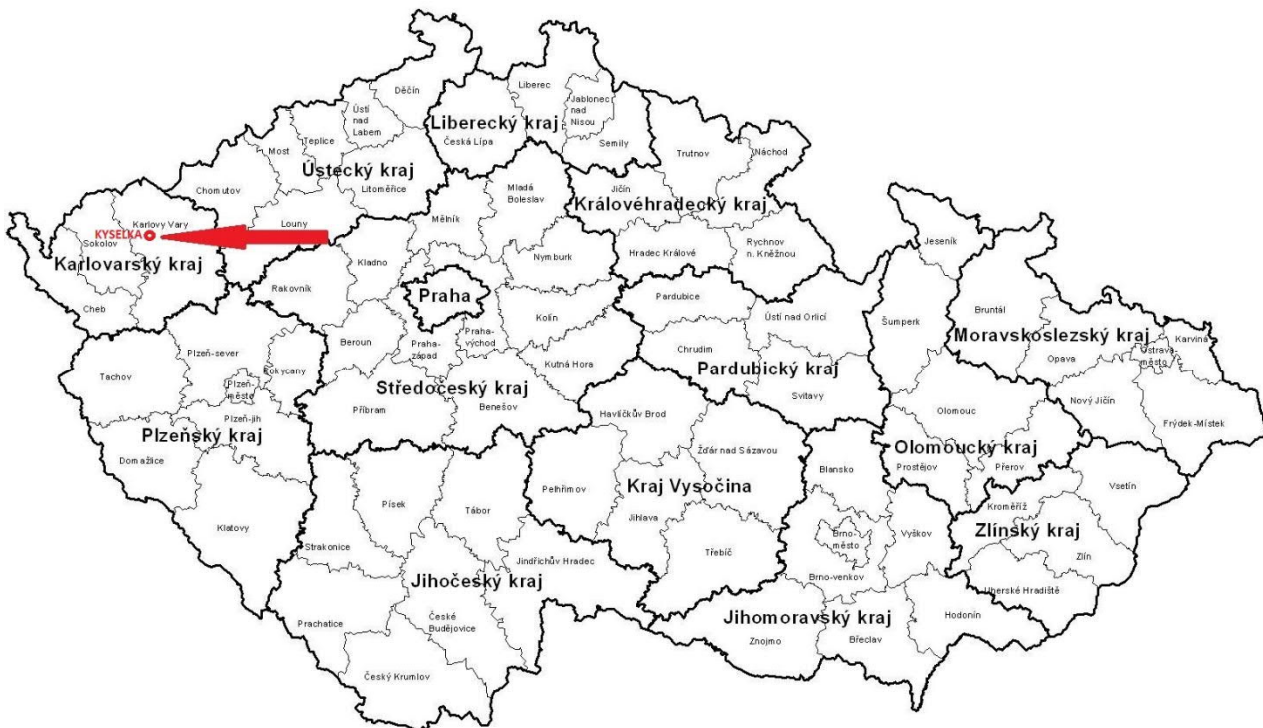 Děčín
Liberec
Jablonec
nad
Nisou
Ústí
nad
Labem
Liberecký kraj
Česká Lípa
Semily
Teplice
Most
Ústecký kraj
Litoměřice
Chomutov
Louny
Trutnov
Náchod
Jičín
Královéhradecký kraj
Hradec Králové
Rychnov
n. Kněžnou
Mladá
Boleslav
Mělník
Nymburk
Karlovy Vary
KYSELKA
Sokolov
Karlovarský kraj
Cheb
Kladno
Rakovník
Praha
Kolín
Beroun
Praha-
západ
Praha-
východ
Kutná Hora
Středočeský kraj
Příbram
Benešov
Pardubice
Ústí nad Orlicí
Chrudim
Pardubický kraj
Svitavy
Jeseník
Šumperk
Bruntál
Moravskoslezský kraj
Karviná
Ostrava-
město
Opava
Nový Jičín
Frýdek-Místek
Plzeň-sever
Rokycany
Tachov
Plzeň-
město
Plzeň-jih
Plzeňský kraj
Domažlice
Klatovy
Havlíčkův Brod
Žďár nad Sázavou
Pelhřimov
Kraj Vysočina
Jihlava
Třebíč
Olomouc
Olomoucký kraj
Prostějov
Přerov
Blansko
Vsetín
Kroměříž
Zlínský kraj
Zlín
Uherské Hradiště
Písek
Tábor
Strakonice
Jindřichův Hradec
Jihočeský kraj
Prachatice
České
Budějovice
Český Krumlov
Brno-
město
Vyškov
Brno-venkov
Jihomoravský kraj
Znojmo
Břeclav
Hodonín